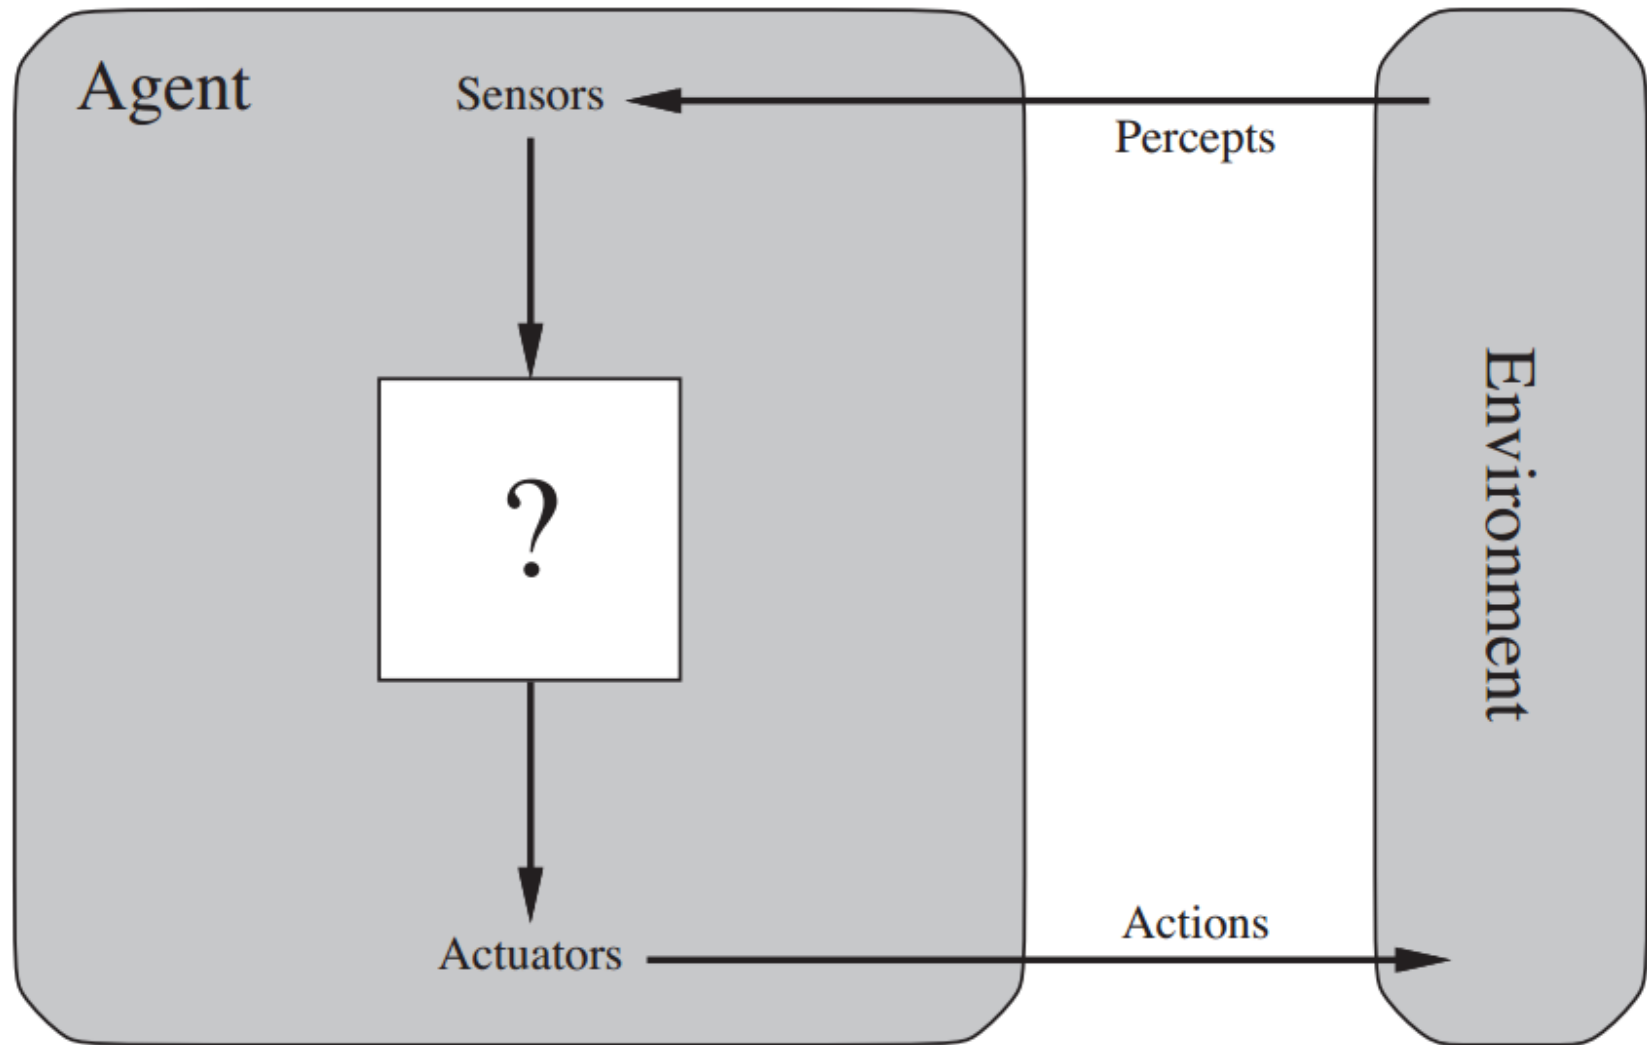 Agent
Sensors
Percepts
?
Environment
Actions
Actuators